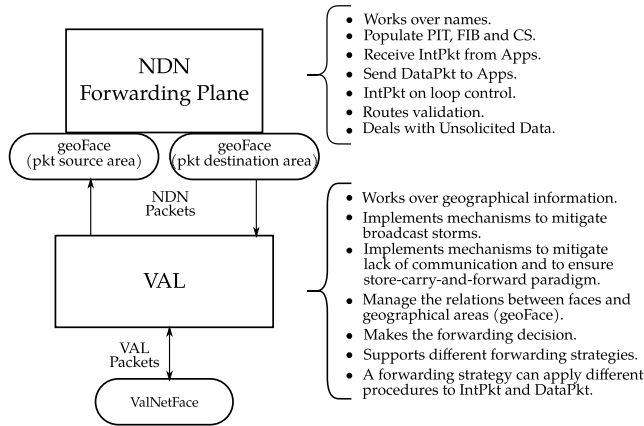 NDN
Forwarding Plane
geoFace
(pkt source area)
geoFace
(pkt destination area)
NDN
Packets
VAL
VAL
Packets
ValNetFace
• Works over names.
• Populate PIT, FIB and CS.
• Receive IntPkt from Apps.
• Send DataPkt to Apps.
• IntPkt on loop control.
• Routes validation.
• Deals with Unsolicited Data.
• Works over geographical information.
• Implements mechanisms to mitigate
broadcast storms.
• Implements mechanisms to mitigate
lack of communication and to ensure
store-carry-and-forward paradigm.
• Manage the relations between faces and
geographical areas (geoFace).
• Makes the forwarding decision.
• Supports different forwarding strategies.
• A forwarding strategy can apply different
procedures to IntPkt and DataPkt.